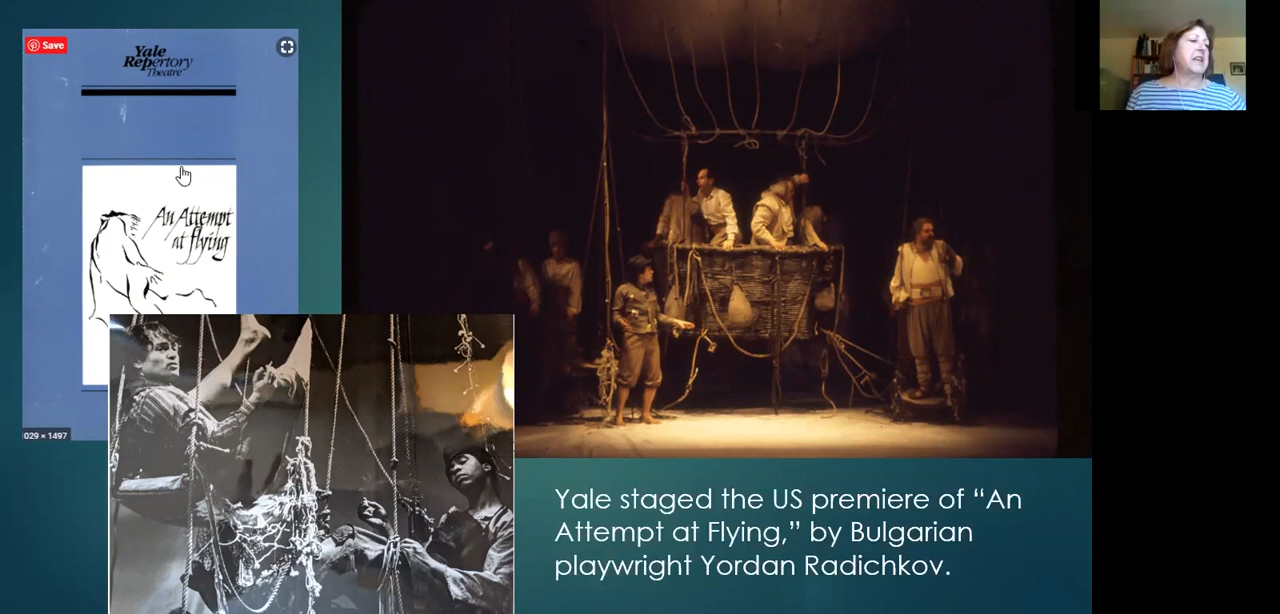 Save
Yale
Repertory
Theatre
An Attempt
at flying
029 × 1497
Yale staged the US premiere of “An
Attempt at Flying,” by Bulgarian
playwright Yordan Radichkov.